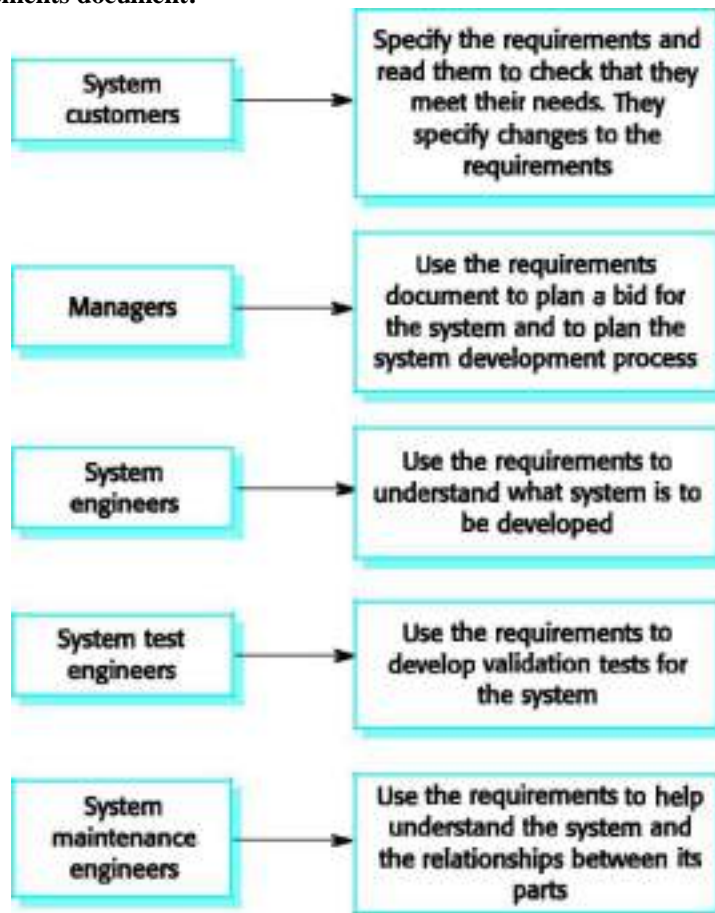 ments document?
System
customers
Specify the requirements and
read them to check that they
meet their needs. They
specify changes to the
requirements
Managers
Use the requirements
document to plan a bid for
the system and to plan the
system development process
System
engineers
Use the requirements to
understand what system is to
be developed
System test
engineers
Use the requirements to
develop validation tests for
the system
System
maintenance
engineers
Use the requirements to help
understand the system and
the relationships between its
parts